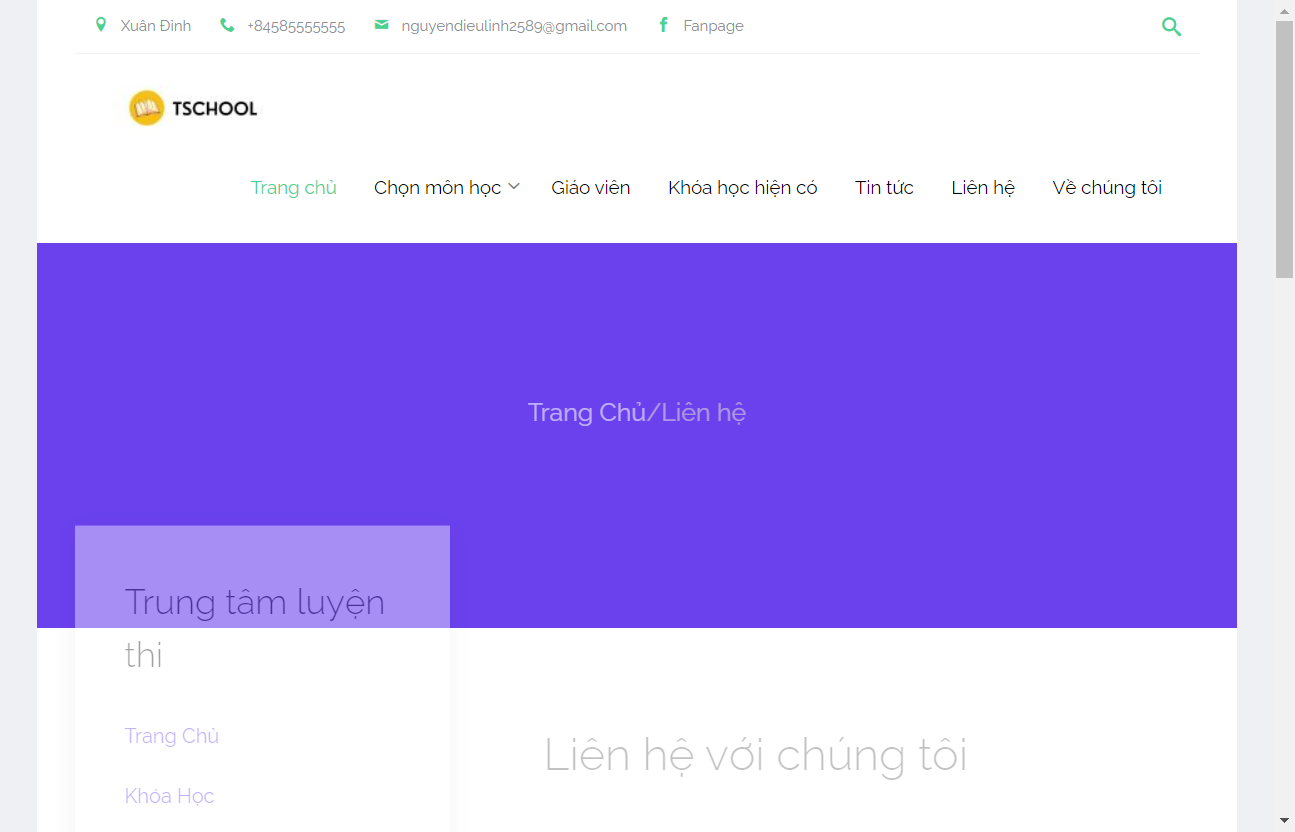 Xuân Đỉnh +84585555555 nguyendieulinh2589@gmail.com Fanpage
TSCHOOL
Trang chủ Chọn môn học Giáo viên Khóa học hiện có Tin tức Liên hệ Về chúng tôi
Trang Chủ/Liên hệ
Trung tâm luyện
thi
Trang Chủ
Khóa Học
Liên hệ với chúng tôi